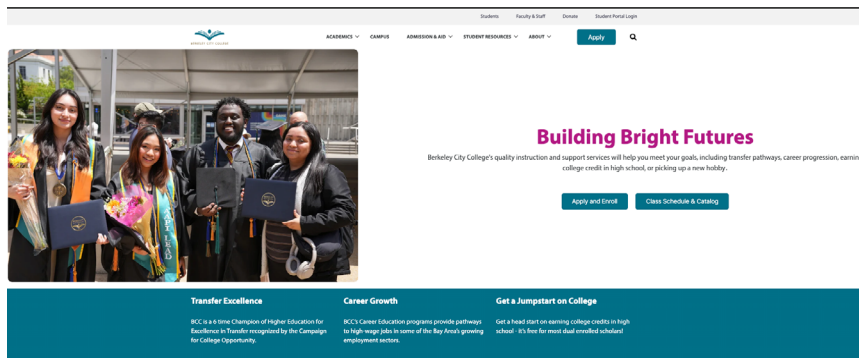 Students Faculty & Staff Donate Student Portal Login
BERKELEY CITY COLLEGE
ACADEMICS CAMPUS ADMISSION & AID STUDENT RESOURCES ABOUT Apply
Building Bright Futures
Berkeley City College's quality instruction and support services will help you meet your goals, including transfer pathways, career progression, earnin
college credit in high school, or picking up a new hobby.
Apply and Enroll Class Schedule & Catalog
Transfer Excellence
BCC is a 6 time Champion of Higher Education for
Excellence in Transfer recognized by the Campaign
for College Opportunity.
Career Growth
BCC's Career Education programs provide pathways
to high-wage jobs in some of the Bay Area's growing
employment sectors.
Get a Jumpstart on College
Get a head start on earning college credits in high
school - it's free for most dual enrolled scholars!